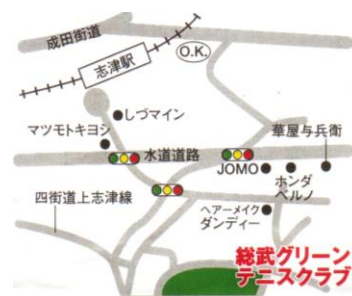 成田街道
O.K.
志津駅
しづマイン
マツモトキヨシ
華屋与兵衛
水道道路
JOMO
ホンダ
ベルノ
四街道上志津線
ヘアーメイク
ダンディー
総武グリーン
テニスクラブ